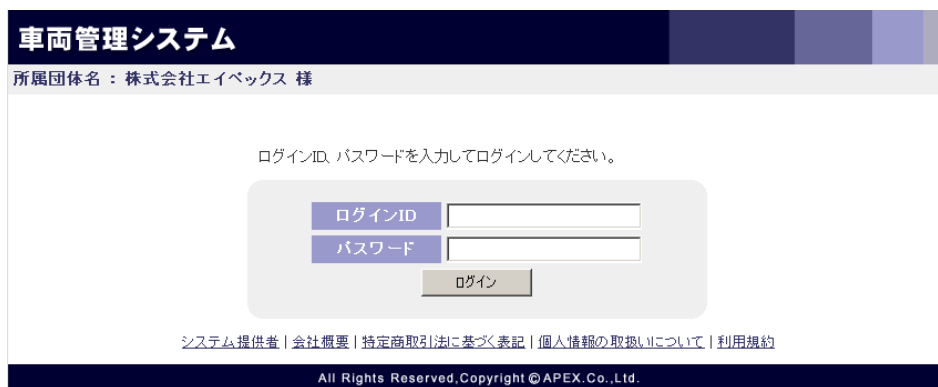 車両管理システム
所属団体名 : 株式会社エイペックス 様
ログインID、パスワードを入力してログインしてください。
ログインID
パスワード
ログイン
システム提供者 | 会社概要 | 特定商取引法に基づく表記 | 個人情報の取扱いについて | 利用規約
All Rights Reserved,Copyright@APEX.Co.,Ltd.